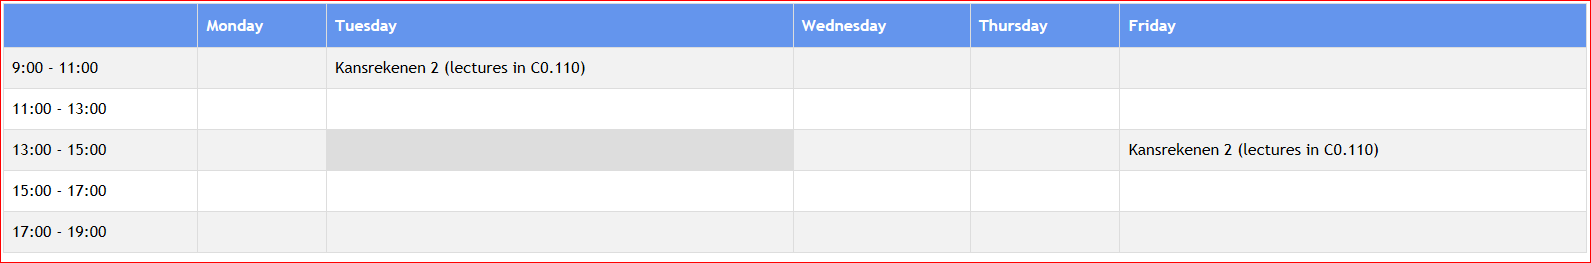 Monday Tuesday Wednesday Thursday Friday
9:00 - 11:00 Kansrekenen 2 (lectures in C0.110)
11:00 - 13:00
13:00 - 15:00 Kansrekenen 2 (lectures in C0.110)
15:00 - 17:00
17:00 - 19:00